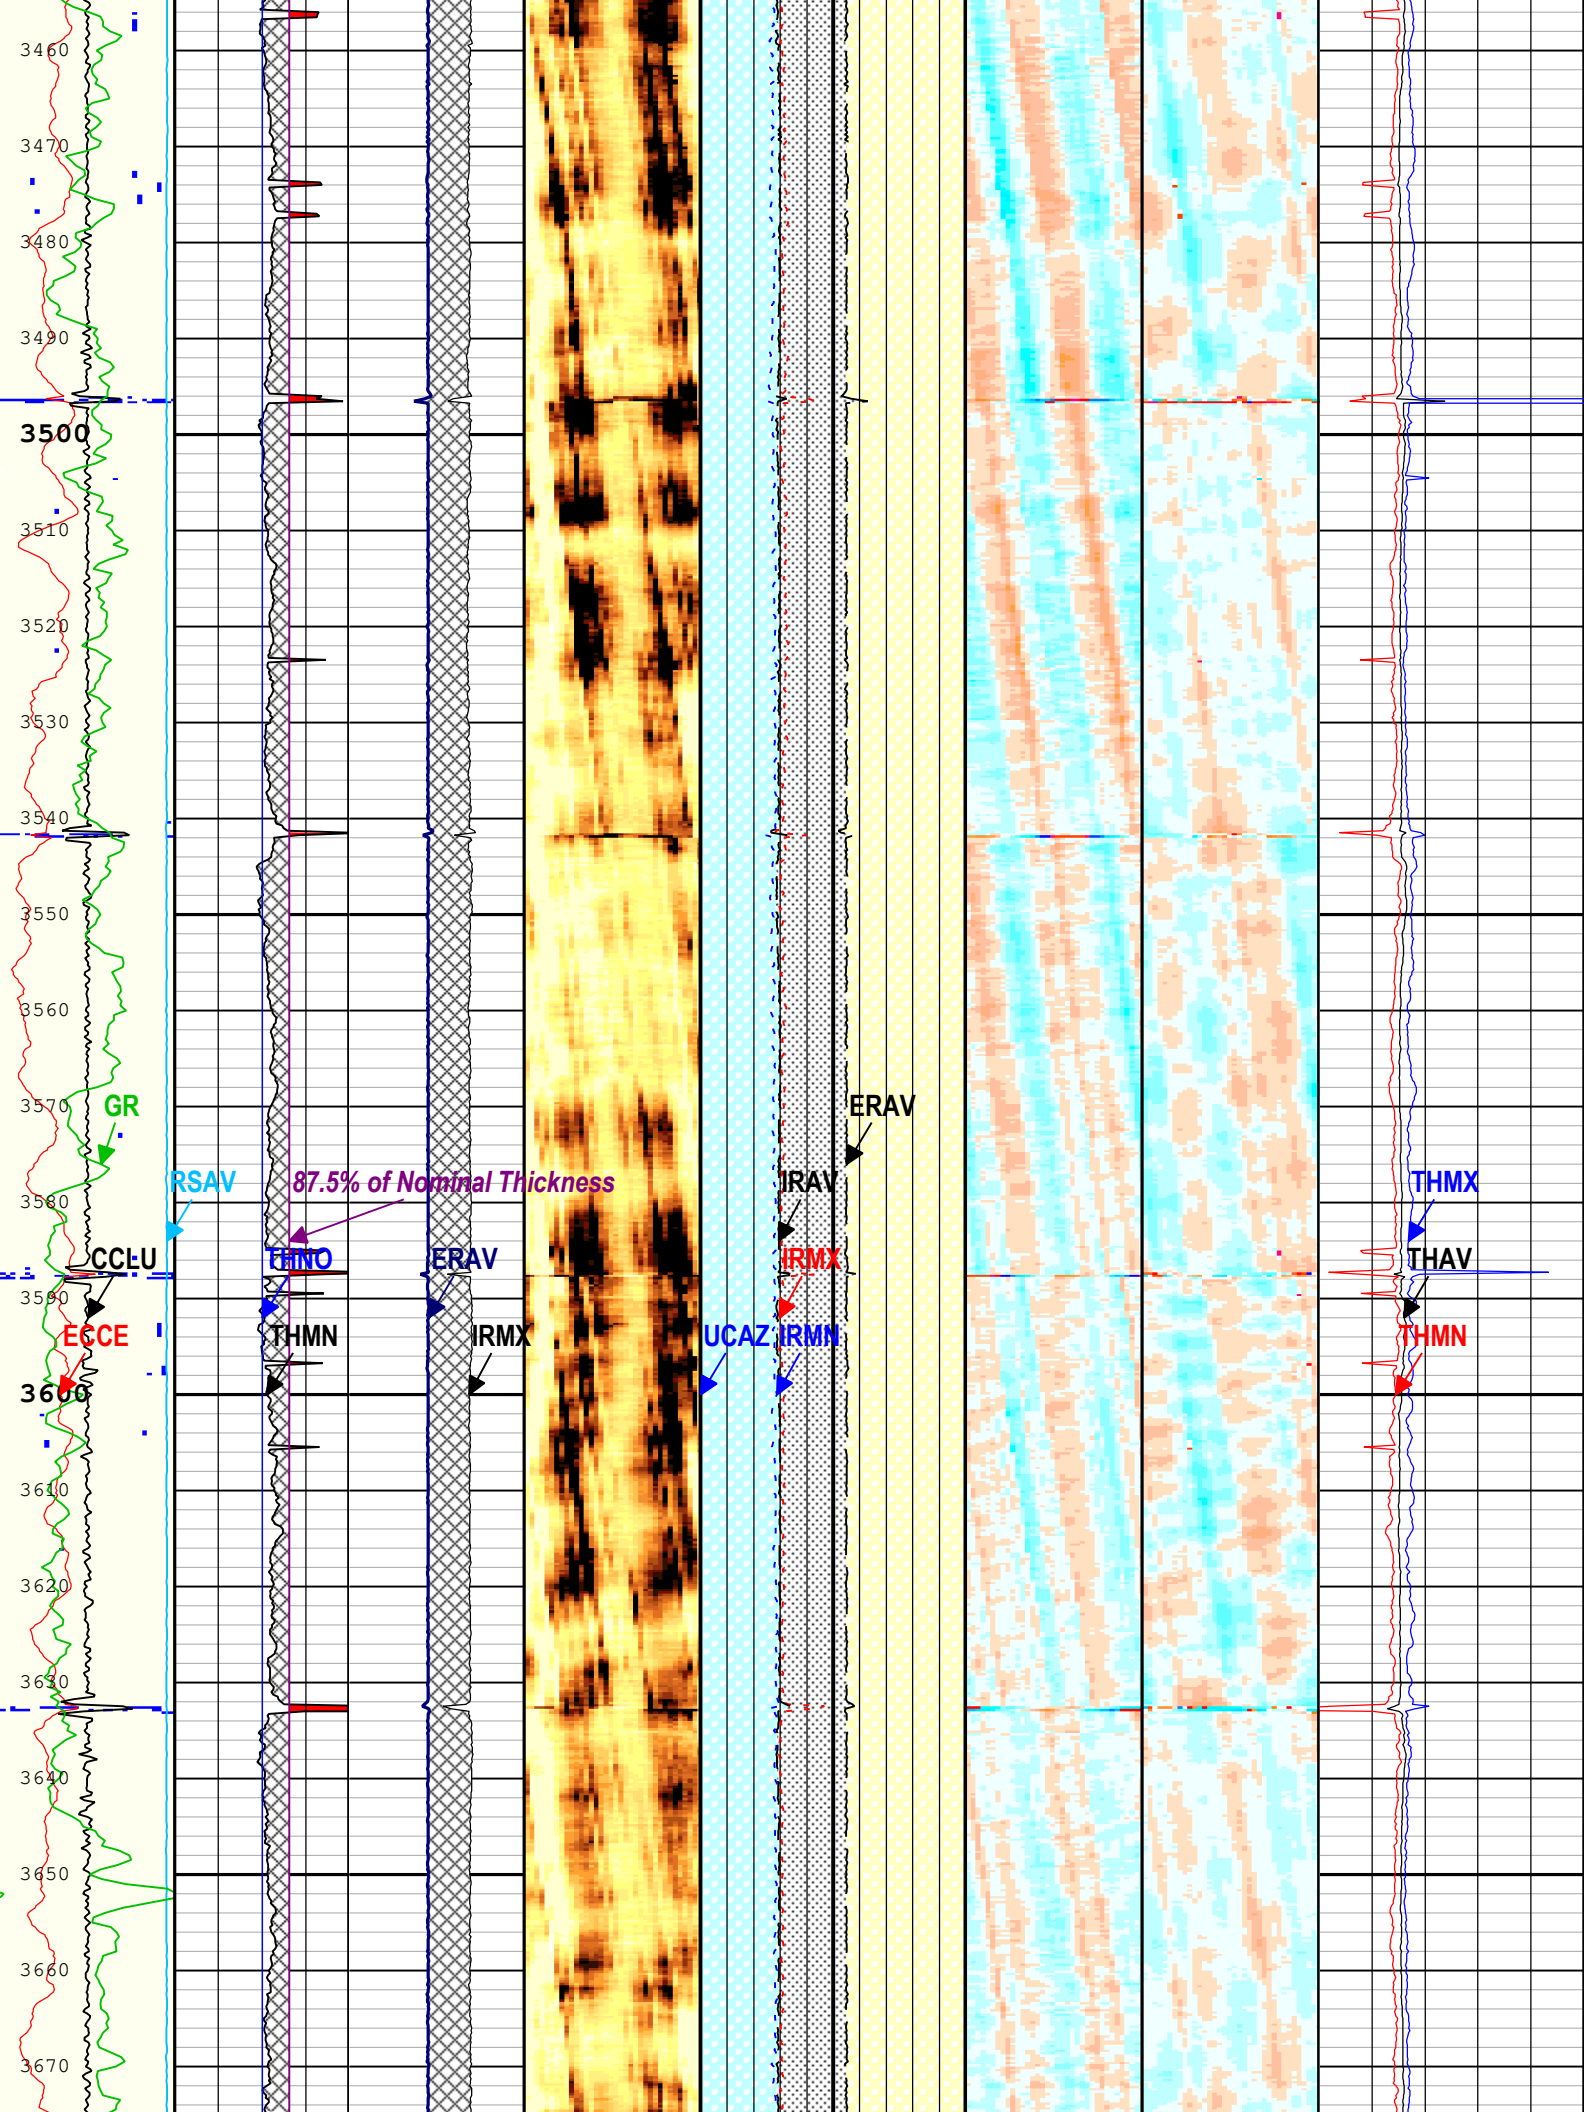 3460
3470
3480
3490
3500
3510
3520
3530
3540
3550
3560
3570
GR
ERAV
3580
RSAV
87.5% of Nominal Thickness
IRAV
THMX
CCLU
THNO
ERAV
IRMX
THAV
3590
ECCE
THMN
IRMX
UCAZ
IRMN
THMN
3600
3610
3620
3630
3640
3650
3660
3670